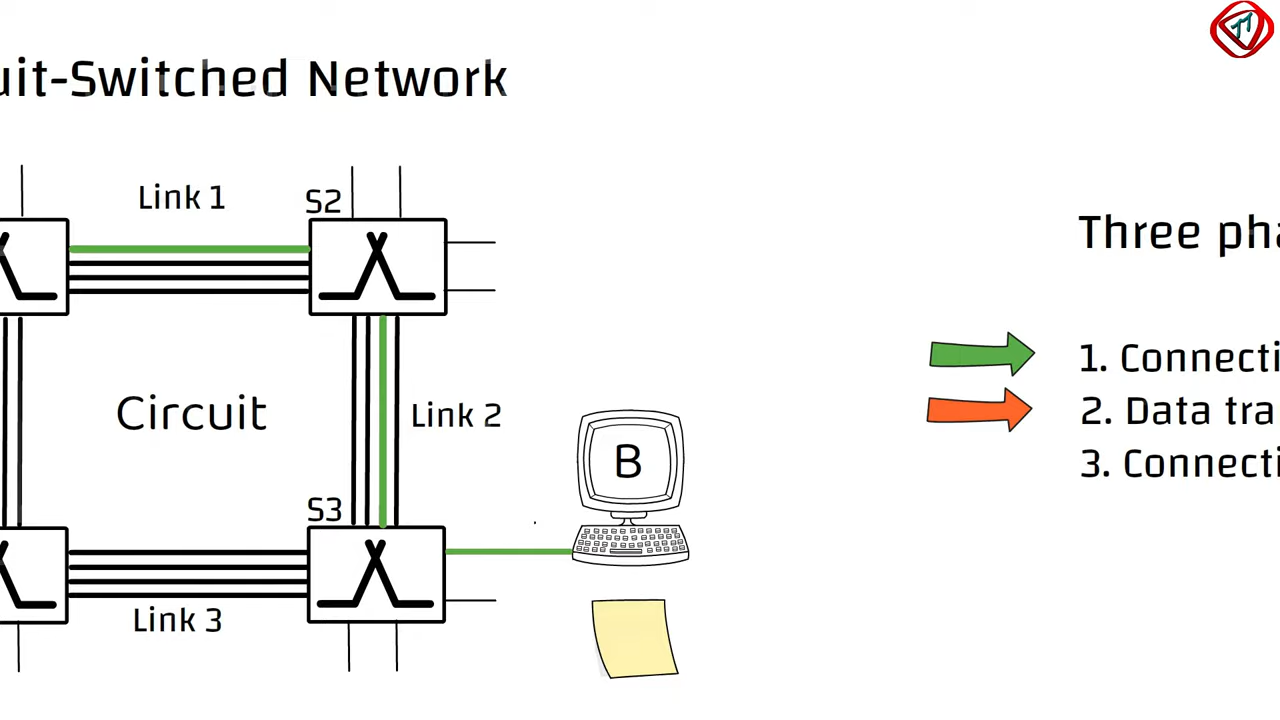 uit-Switched Network
Link 1
S2
Circuit
Link 2
B
S3
Link 3
Three pha
1. Connecti
2. Data tra
3. Connecti